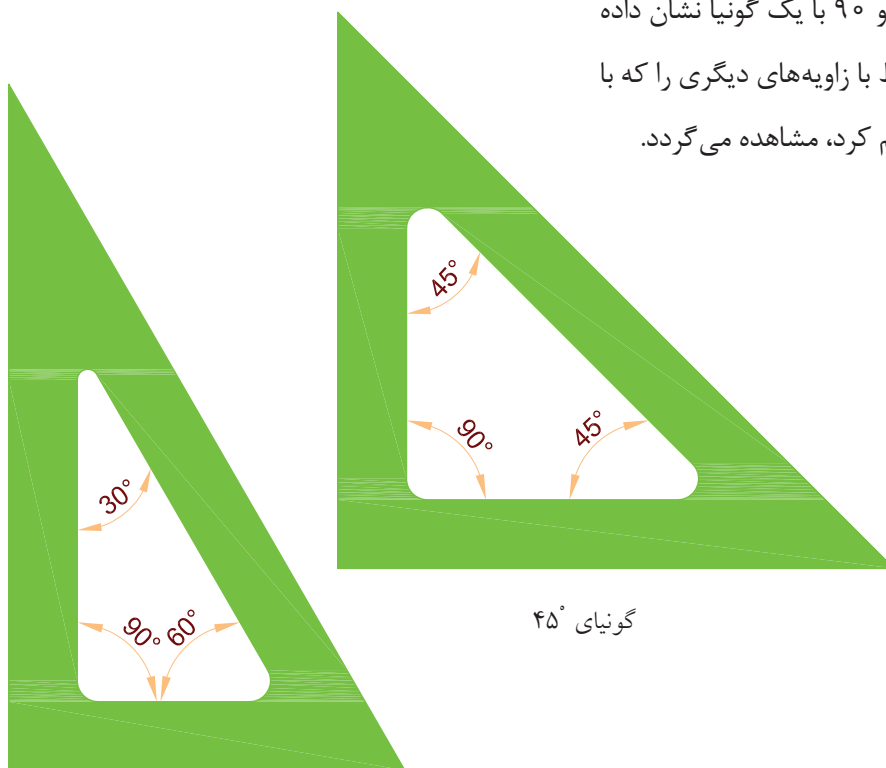 و ۹۰ با یک گونیا نشان داده
با زاویه‌های دیگری را که با
کرد، مشاهده می‌گردد.
45°
90°
45°
گونیای ۴۵°
30°
90°
60°